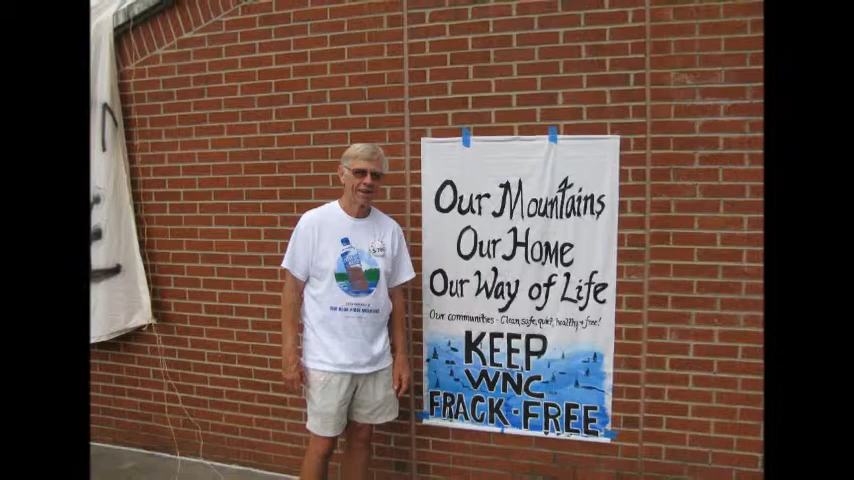 Our Mountains
Our Home
Our Way of Life
Our communities - Clean, safe, quiet, healthy + free!
KEEP
WNC
FRACK-FREE